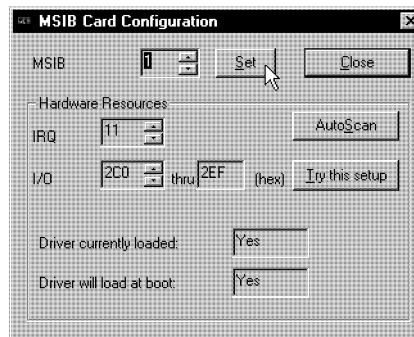 MSIB Card Configuration
MSIB 1 Set Close
Hardware Resources
IRQ 11 AutoScan
I/O 2C0 thru 2EF (hex) Try this setup
Driver currently loaded: Yes
Driver will load at boot: Yes